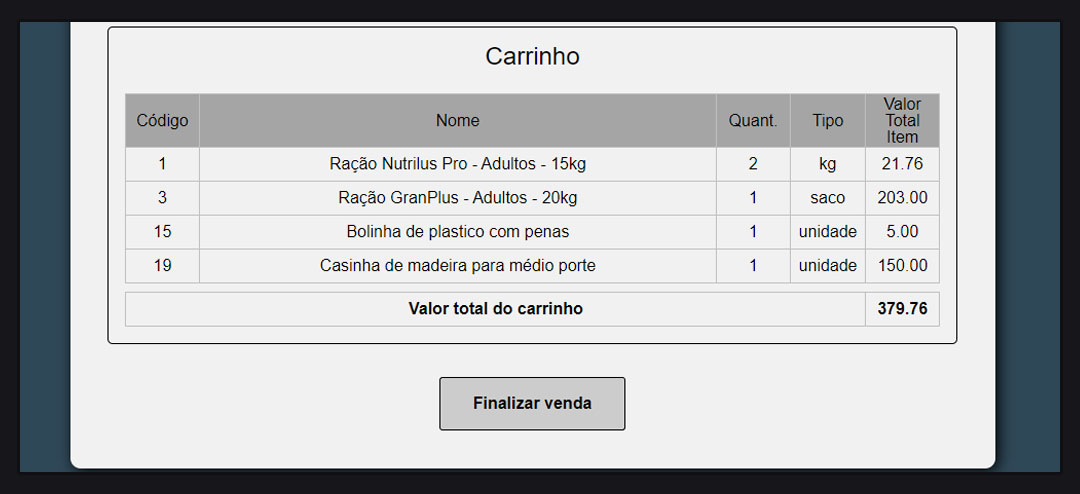 Carrinho
Código Nome Quant. Tipo Valor Total Item
1 Ração Nutrilus Pro - Adultos - 15kg 2 kg 21.76
3 Ração GranPlus - Adultos - 20kg 1 saco 203.00
15 Bolinha de plastico com penas 1 unidade 5.00
19 Casinha de madeira para médio porte 1 unidade 150.00
Valor total do carrinho 379.76
Finalizar venda